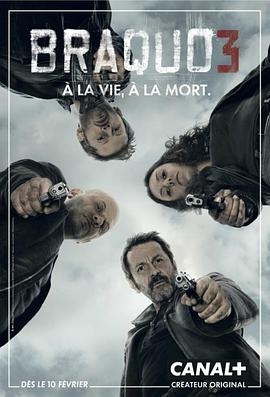 BRAQUO3
À LA VIE, À LA MORT.
CANAL+
DÈS LE 10 FÉVRIER
CRÉATEUR ORIGINAL